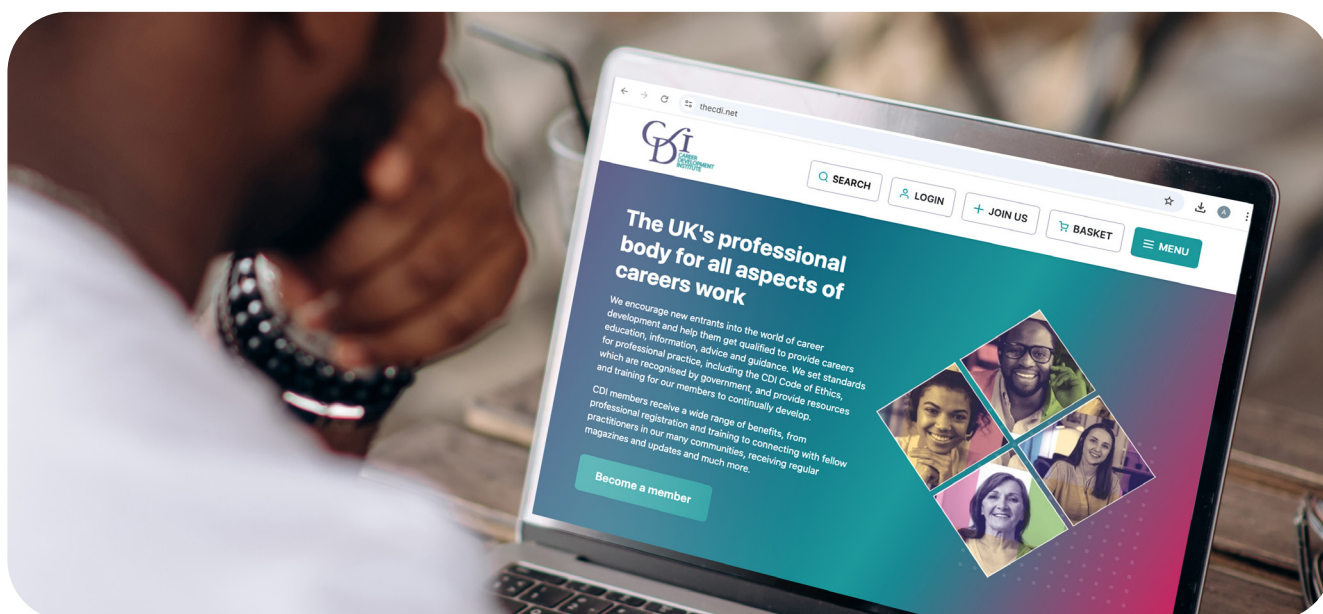 thecdi.net
CDI
CAREER
DEVELOPMENT
INSTITUTE
SEARCH
LOGIN
JOIN US
BASKET
MENU
A
The UK's professional
body for all aspects of
careers work
We encourage new entrants into the world of career
development and help them get qualified to provide careers
education, information, advice and guidance. We set standards
for professional practice, including the CDI Code of Ethics,
which are recognised by government, and provide resources
and training for our members to continually develop.
CDI members receive a wide range of benefits, from
professional registration and training to connecting with fellow
practitioners in our many communities, receiving regular
magazines and updates and much more.
Become a member